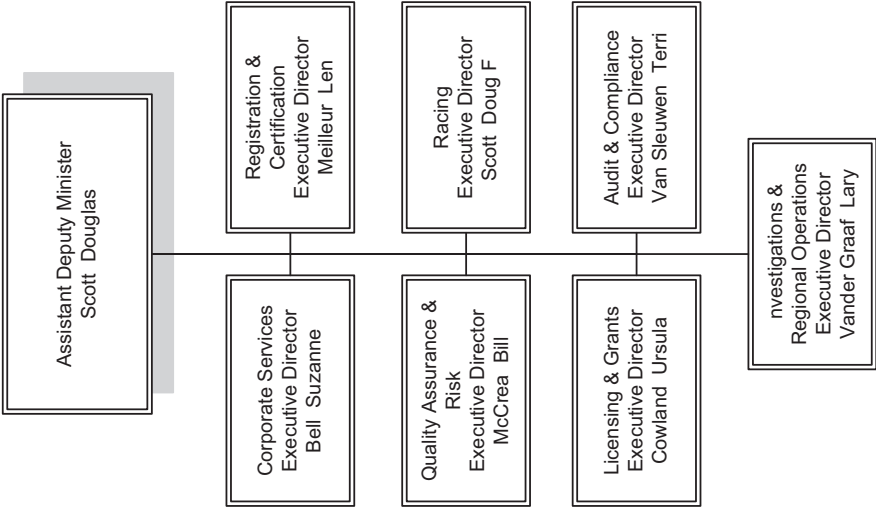 Assistant Deputy Minister
Scott Douglas
Corporate Services
Executive Director
Bell Suzanne
Registration &
Certification
Executive Director
Meilleur Len
Quality Assurance &
Risk
Executive Director
McCrea Bill
Racing
Executive Director
Scott Doug F
Licensing & Grants
Executive Director
Cowland Ursula
Audit & Compliance
Executive Director
Van Sleuwen Terri
nvestigations &
Regional Operations
Executive Director
Vander Graaf Lary